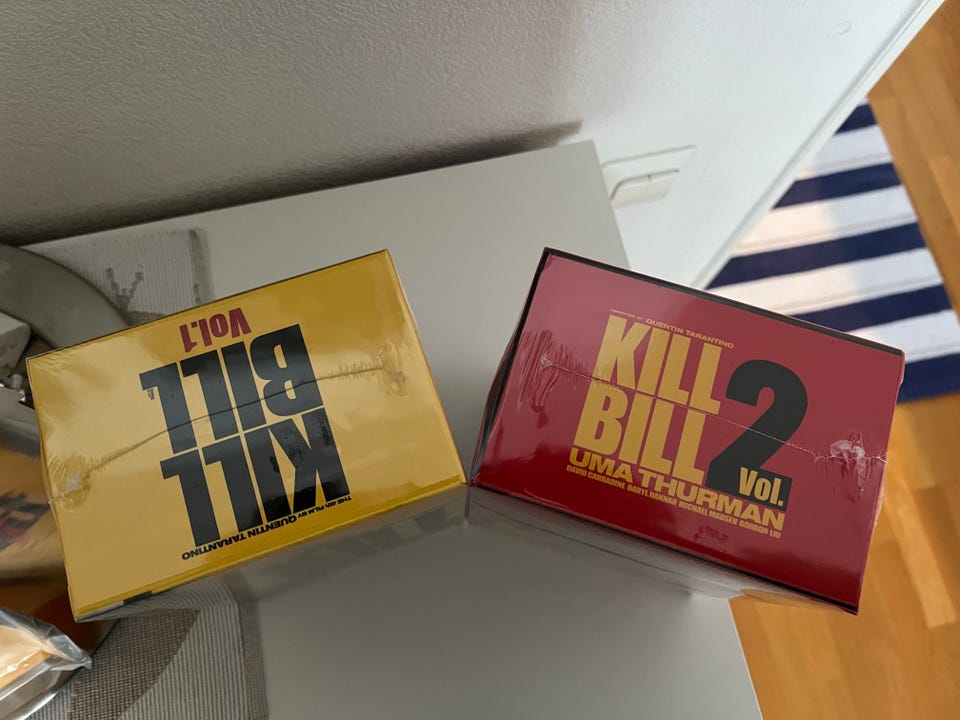 THE 4th FILM BY QUENTIN TARANTINO
KILL
BILL
Vol.1
DIRECTED BY QUENTIN TARANTINO
KILL
BILL 2
Vol.
UMA THURMAN
DAVID CARRADINE DARYL HANNAH MICHAEL MADSEN GORDON LIU